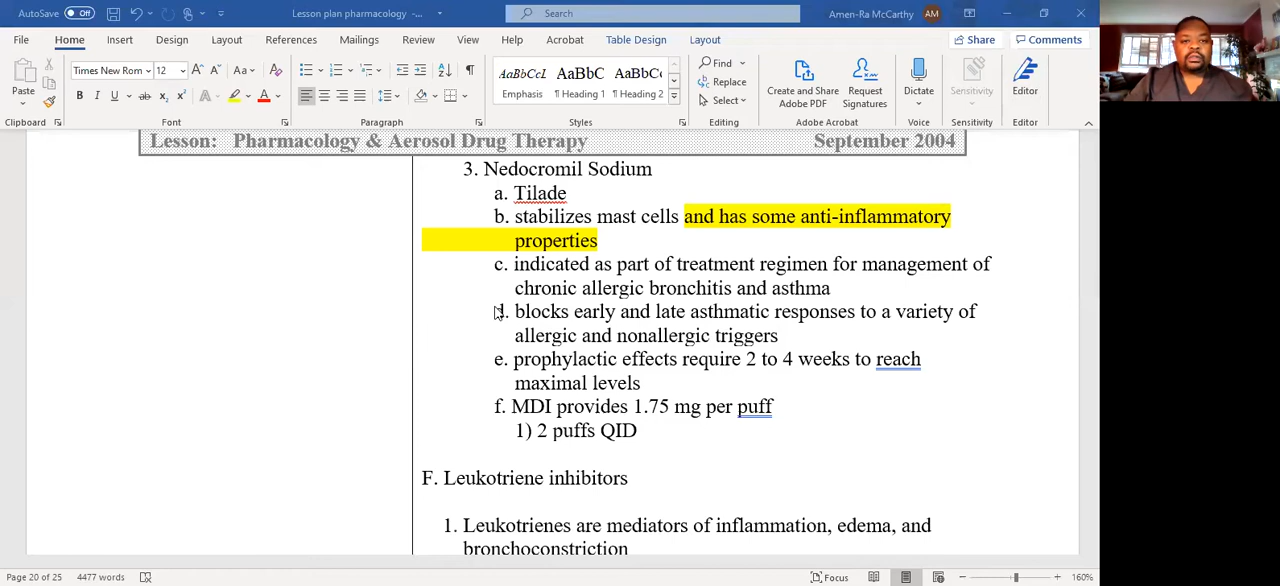 AutoSave Off Lesson plan pharmacology -... Search Amen-Ra McCarthy AM
File Home Insert Design Layout References Mailings Review View Help Acrobat Table Design Layout Share Comments
Times New Rom 12 Aa AaBbCcI AaBbC AaBbC Find
Paste B I U ab x2 x2 A A Emphasis ¶ Heading 1 ¶ Heading 2 Replace Select Create and Share Adobe PDF Request Signatures Dictate Sensitivity Editor
Clipboard Font Paragraph Styles Editing Adobe Acrobat Voice Sensitivity Editor
Lesson: Pharmacology & Aerosol Drug Therapy September 2004
3. Nedocromil Sodium
a. Tilade
b. stabilizes mast cells and has some anti-inflammatory
properties
c. indicated as part of treatment regimen for management of
chronic allergic bronchitis and asthma
d. blocks early and late asthmatic responses to a variety of
allergic and nonallergic triggers
e. prophylactic effects require 2 to 4 weeks to reach
maximal levels
f. MDI provides 1.75 mg per puff
1) 2 puffs QID
F. Leukotriene inhibitors
1. Leukotrienes are mediators of inflammation, edema, and
bronchoconstriction
Page 20 of 25 4477 words Focus 160%